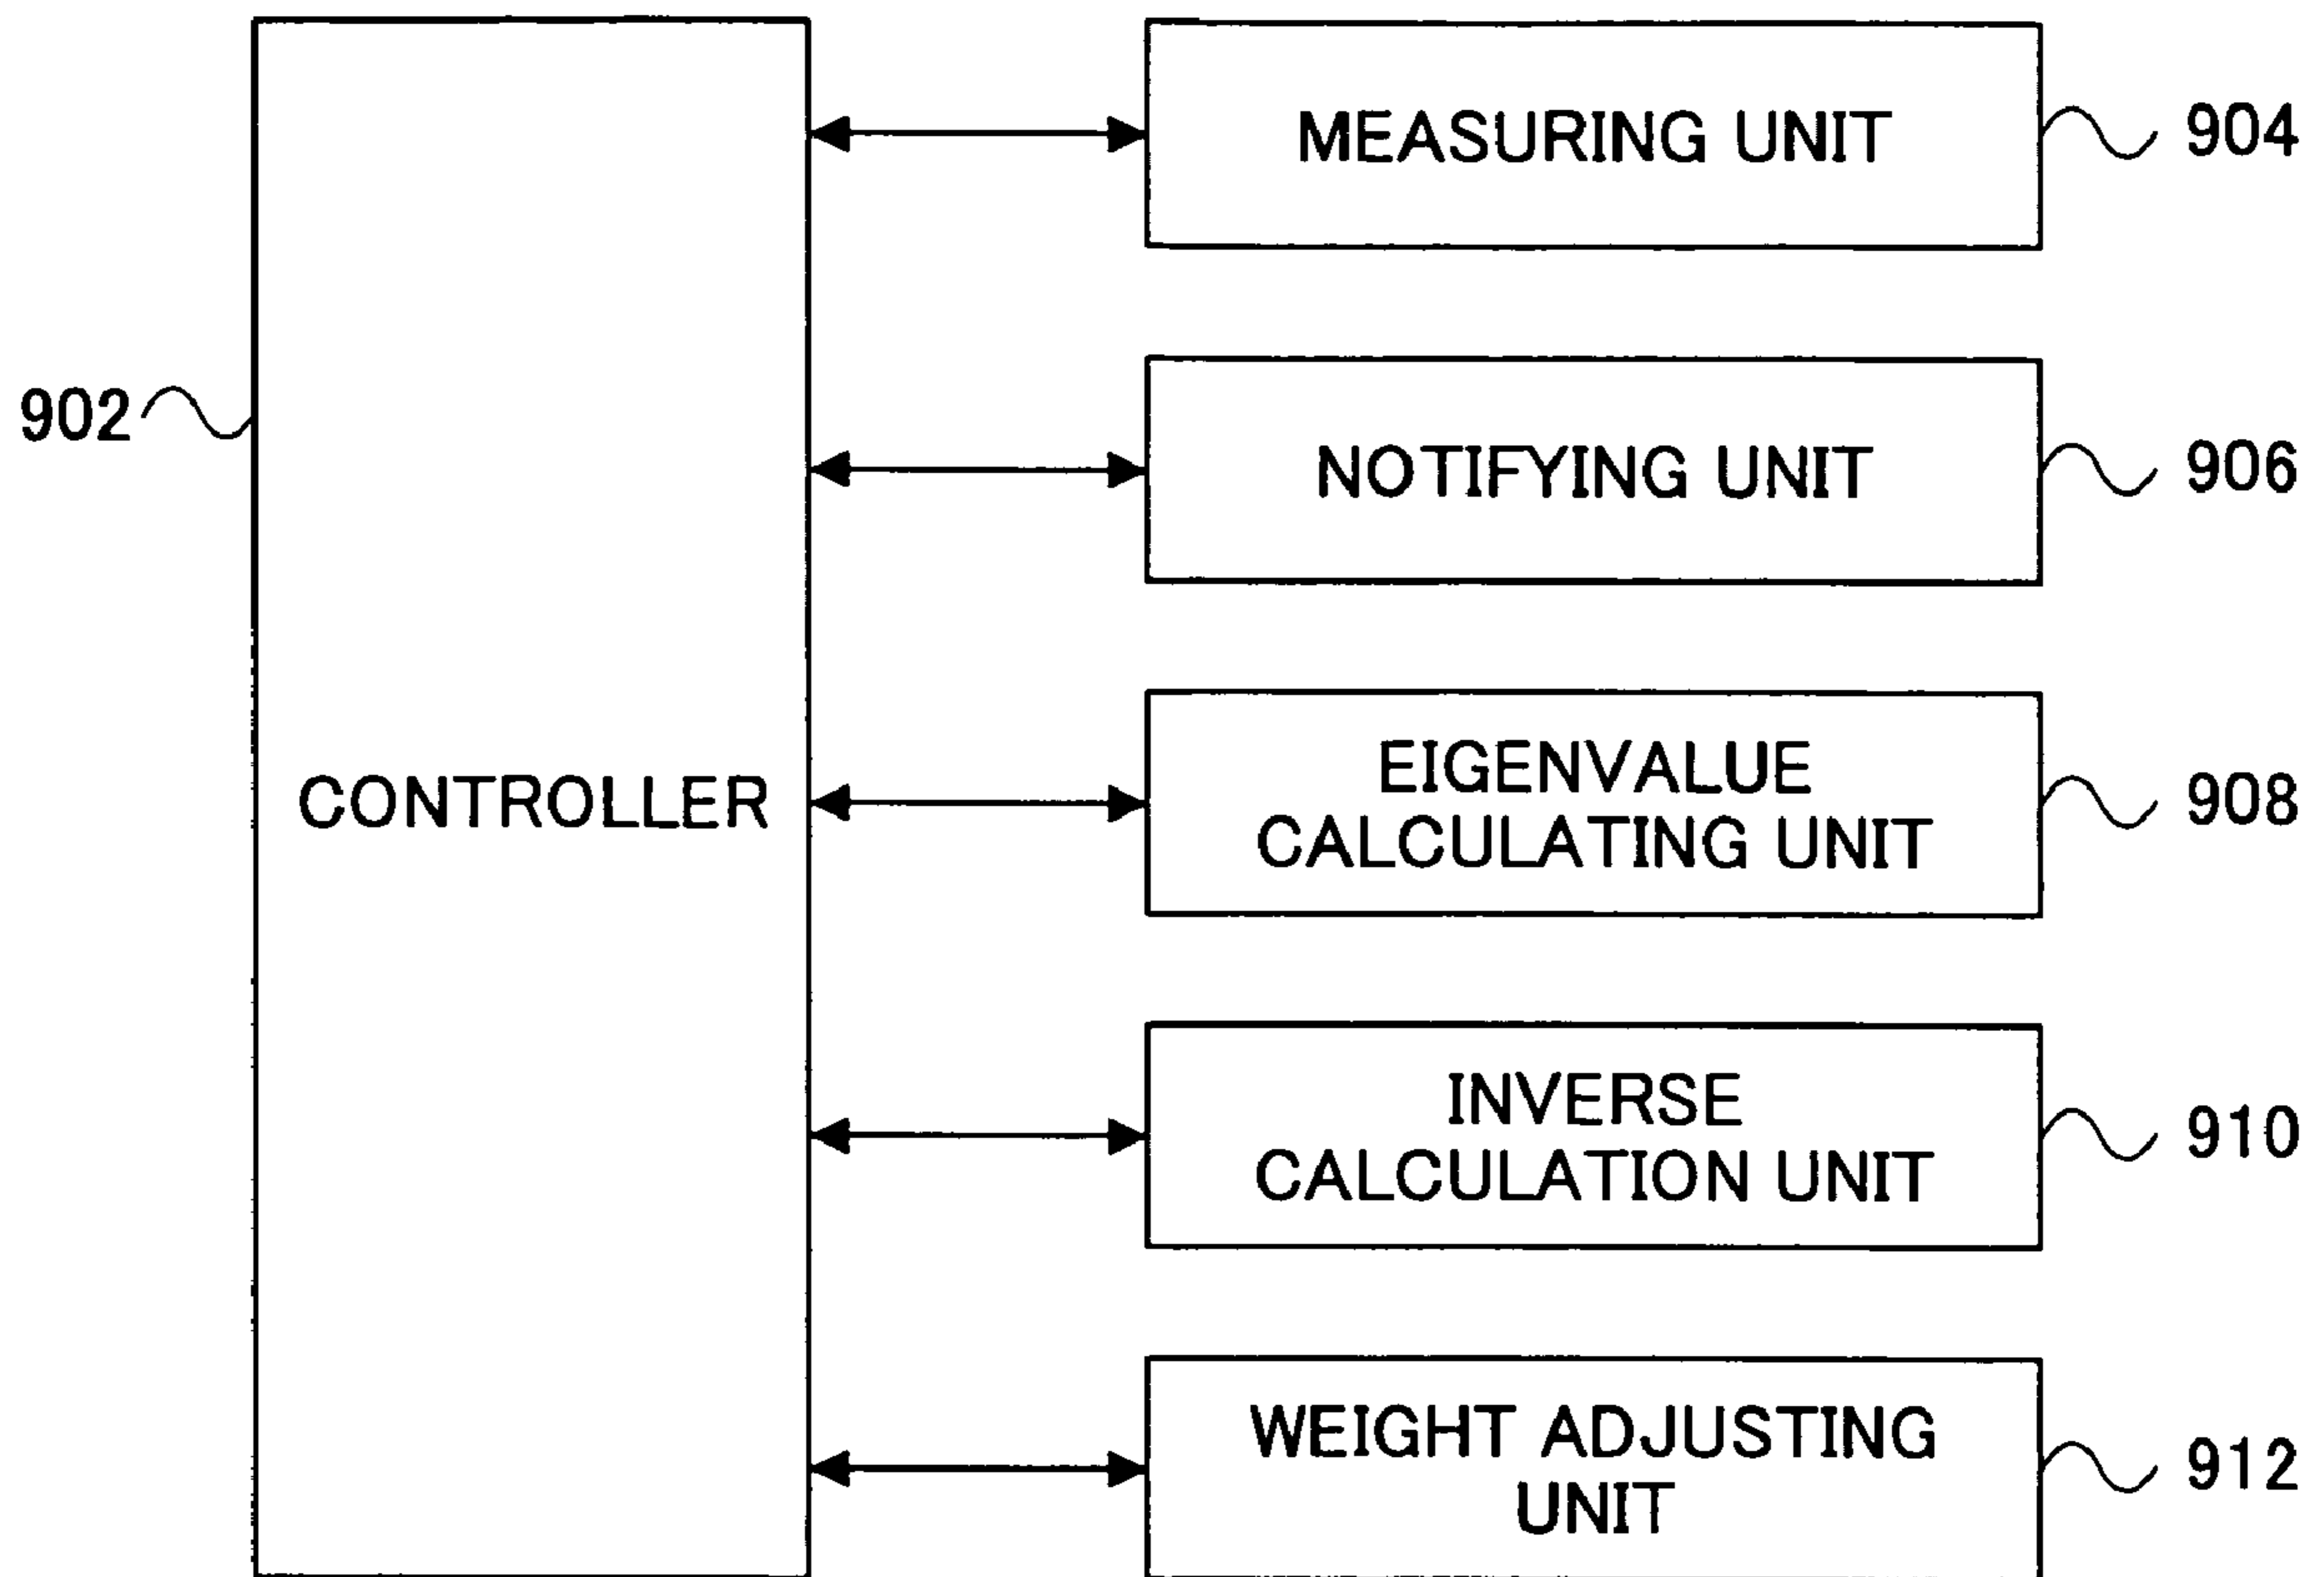 MEASURING UNIT
904
902
NOTIFYING UNIT
906
CONTROLLER
EIGENVALUE
CALCULATING UNIT
908
INVERSE
CALCULATION UNIT
910
WEIGHT ADJUSTING
UNIT
912